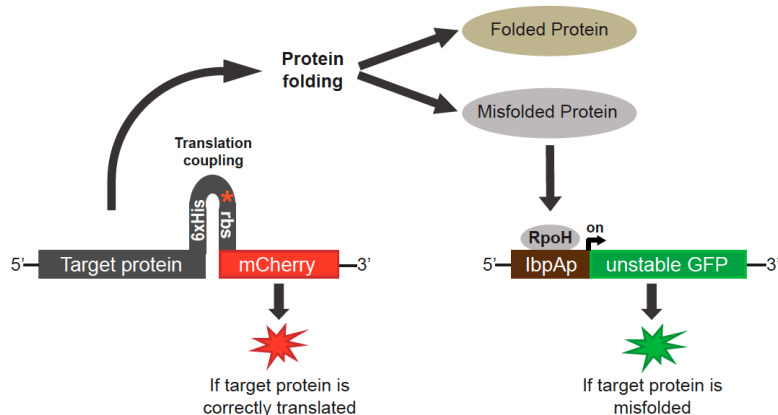 Folded Protein
Protein
folding
Misfolded Protein
Translation
coupling
6xHis
*
rbs
RpoH
on
5’
Target protein
mCherry
3’
5’
IbpAp
unstable GFP
3’
If target protein is
correctly translated
If target protein is
misfolded